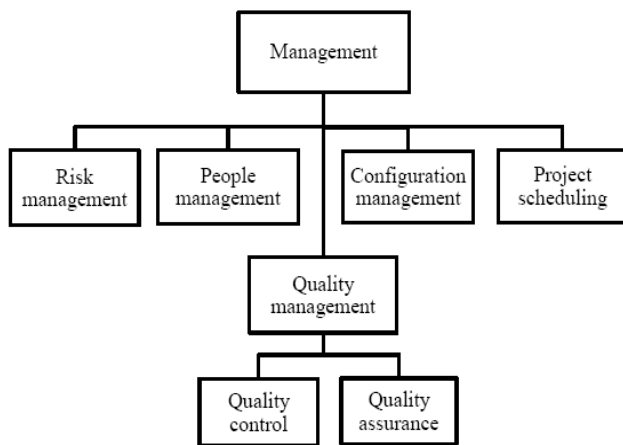 Management
Risk
management
People
management
Configuration
management
Project
scheduling
Quality
management
Quality
control
Quality
assurance